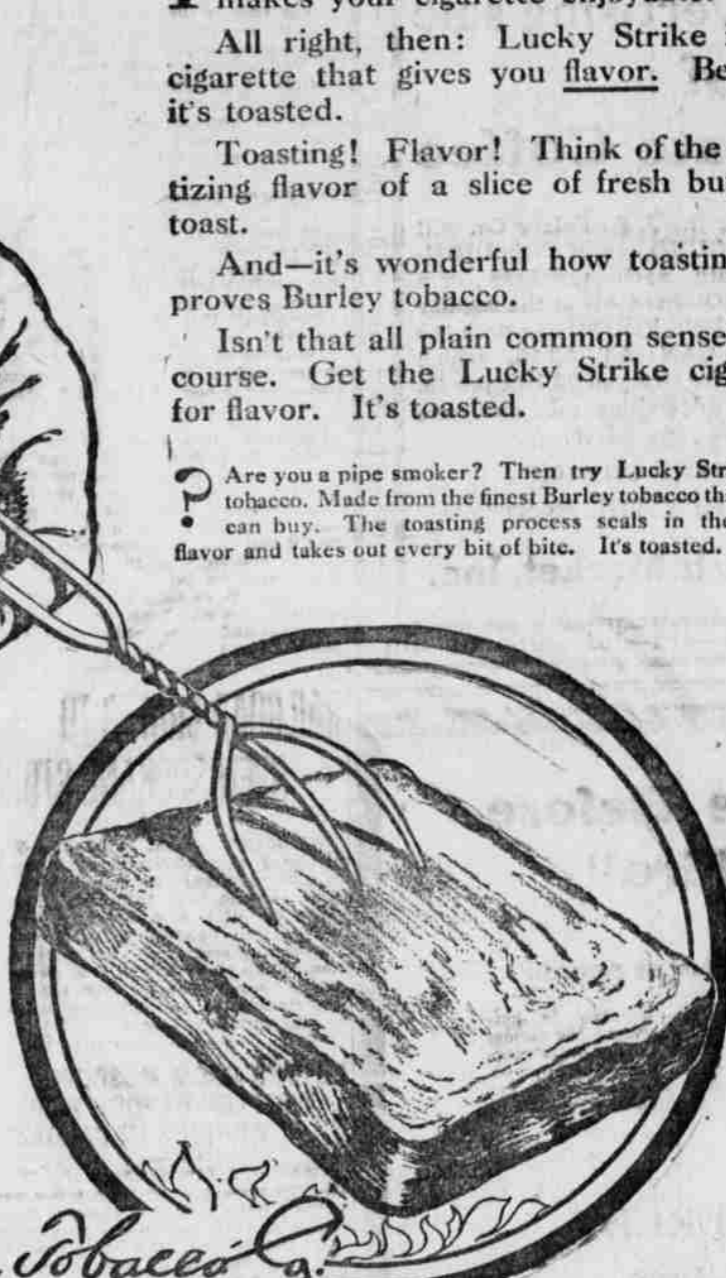 makes your cigarette
All right, then: Lucky Strike
cigarette that gives you flavor. Be
it's toasted.
Toasting! Flavor! Think of the
tizing flavor of a slice of fresh bu
toast.
And—it's wonderful how toastin
proves Burley tobacco.
Isn't that all plain common sense
course. Get the Lucky Strike cig
for flavor. It's toasted.
? Are you a pipe smoker? Then try Lucky Str
tobacco. Made from the finest Burley tobacco th
can buy. The toasting process seals in the
flavor and takes out every bit of bite. It's toasted.
Tobacco Co.